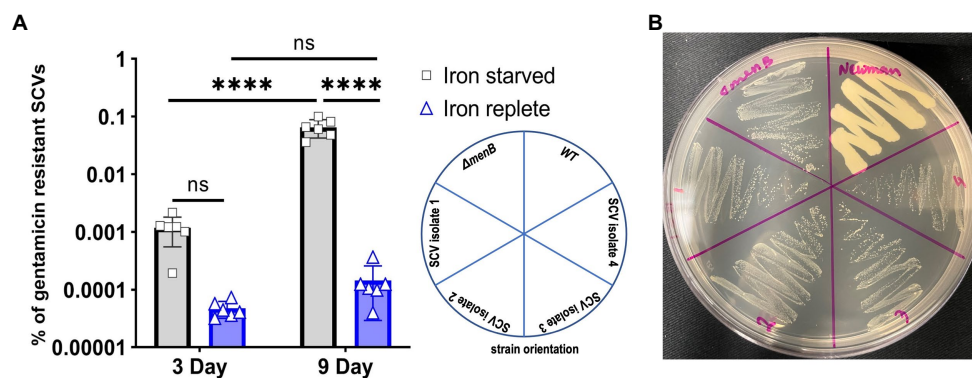 A
B
ns
****
****
ns
1
0.1
0.01
0.001
0.0001
0.00001
% of gentamicin resistant SCVs
3 Day
9 Day
Iron starved
Iron replete
ΔmenB
WT
SCV isolate 1
SCV isolate 4
SCV isolate 2
SCV isolate 3
strain orientation
ΔmenB
Newman
1
2
3